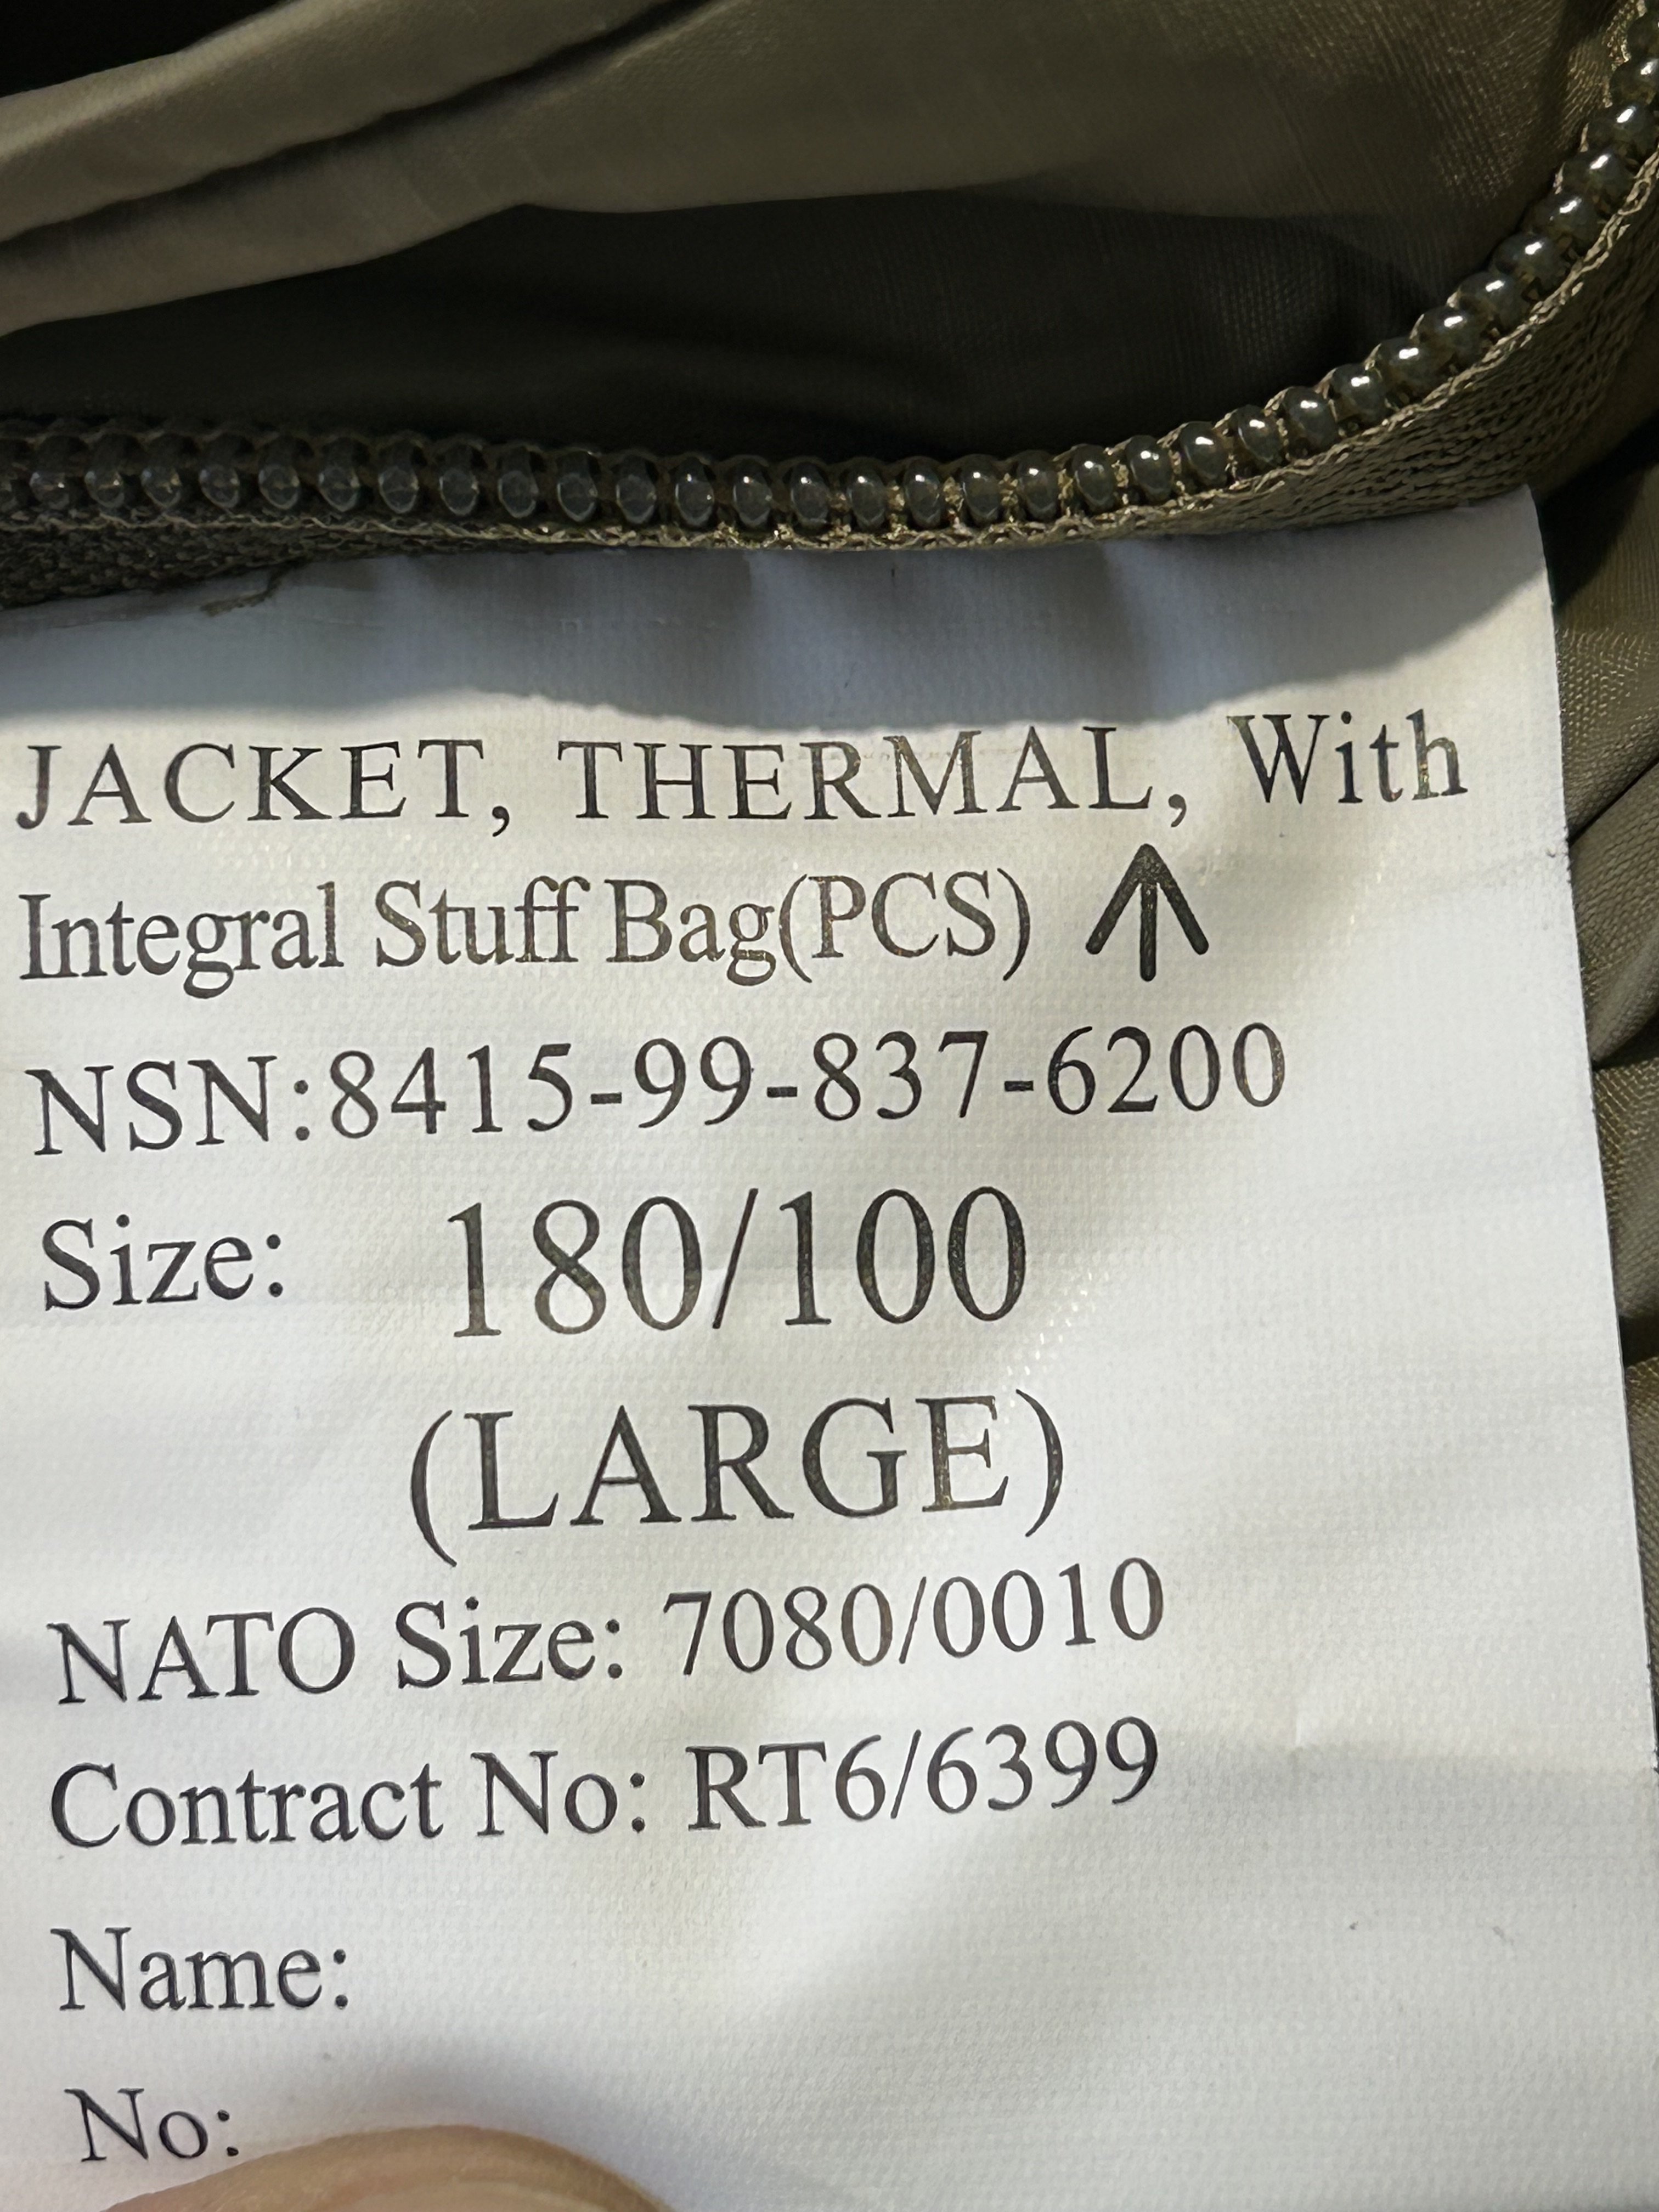 JACKET, THERMAL, With
Integral Stuff Bag(PCS)
NSN:8415-99-837-6200
Size: 180/100
(LARGE)
NATO Size: 7080/0010
Contract No: RT6/6399
Name:
No: